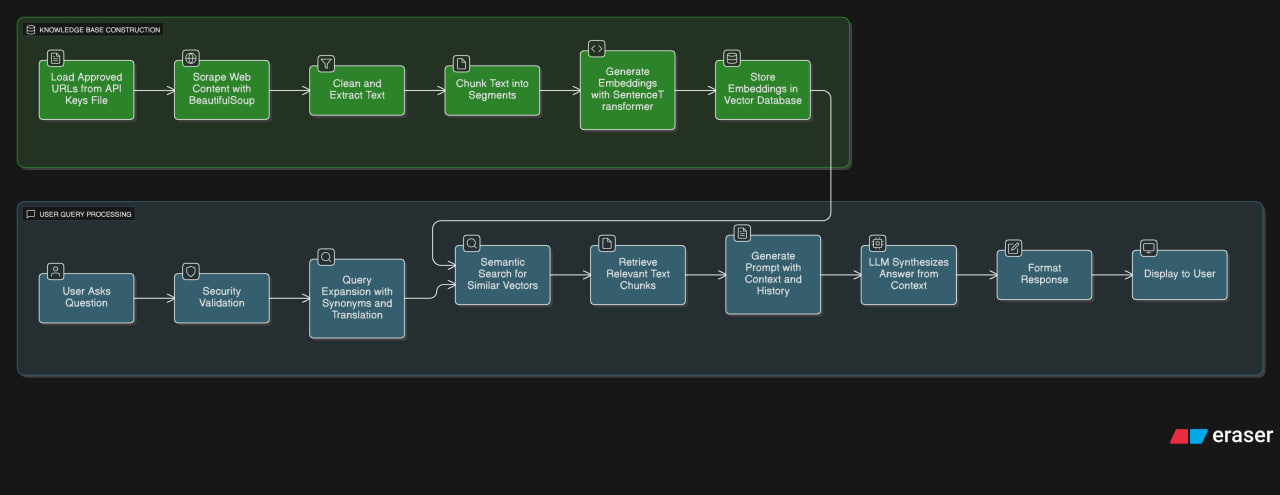 KNOWLEDGE BASE CONSTRUCTION
Load Approved
URLs from API
Keys File
Scrape Web
Content with
BeautifulSoup
Clean and
Extract Text
Chunk Text into
Segments
Generate
Embeddings
with SentenceT
ransformer
Store
Embeddings in
Vector Database
USER QUERY PROCESSING
User Asks
Question
Security
Validation
Query
Expansion with
Synonyms and
Translation
Semantic
Search for
Similar Vectors
Retrieve
Relevant Text
Chunks
Generate
Prompt with
Context and
History
LLM Synthesizes
Answer from
Context
Format
Response
Display to User
eraser